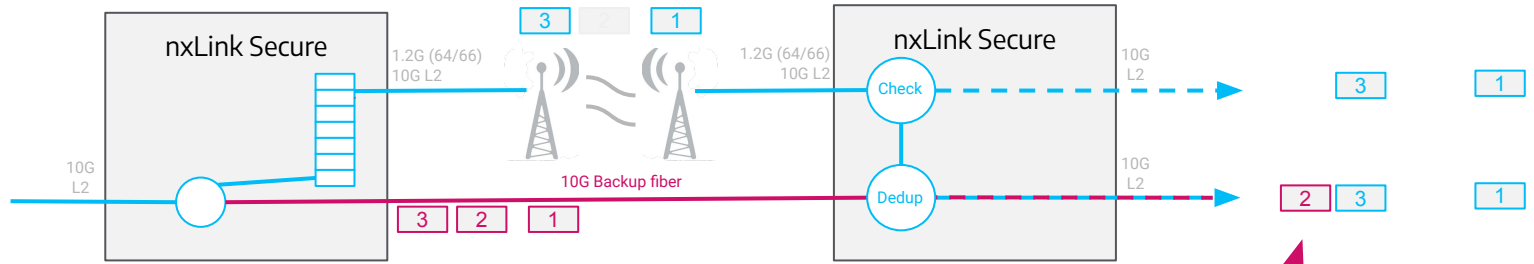 nxLink Secure
10G
L2
1.2G (64/66)
10G L2
3
2
1
1.2G (64/66)
10G L2
nxLink Secure
Check
Dedup
10G
L2
3
1
10G Backup fiber
3
2
1
10G
L2
2
3
1